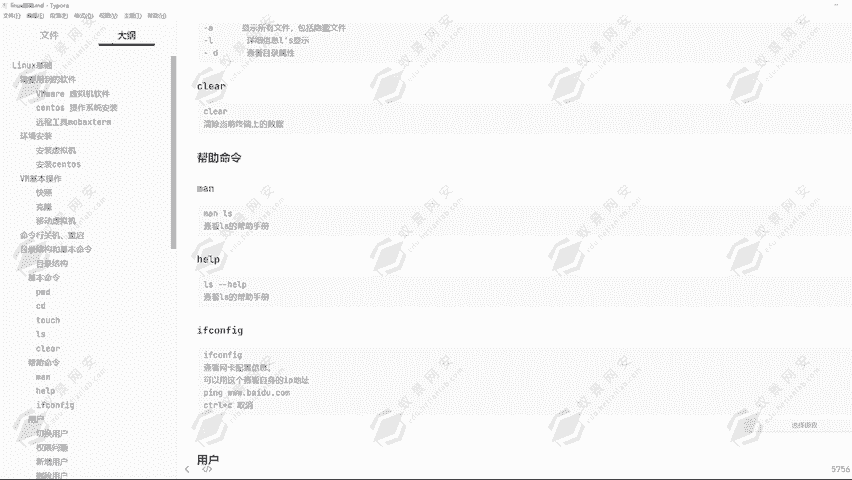 linux基础.md - Typora
文件(F) 编辑(E) 段落(P) 格式(O) 视图(V) 主题(T) 帮助(H)
文件 大纲
Linux基础
需要用到的软件
VMware 虚拟机软件
centos 操作系统安装
远程工具mobaxterm
环境安装
安装虚拟机
安装centos
VM基本操作
快照
克隆
移动虚拟机
命令行关机、重启
目录结构和基本命令
目录结构
基本命令
pwd
cd
touch
ls
clear
帮助命令
man
help
ifconfig
用户
切换用户
权限问题
新增用户
删除用户
-a 显示所有文件，包括隐藏文件
-l 详细信息l's显示
- d 查看目录属性
clear
clear
清除当前终端上的数据
帮助命令
man
man ls
查看ls的帮助手册
help
ls --help
查看ls的帮助手册
ifconfig
ifconfig
查看网卡配置信息，
可以用这个查看自身的ip地址
ping www.baidu.com
ctrl+c 取消
用户
</> 5756
蚁景网安
edu.yijinglab.com